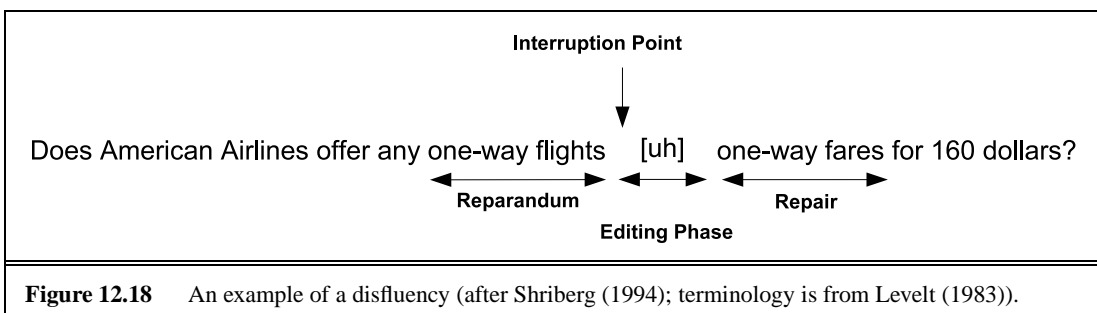 Interruption Point
Does American Airlines offer any one-way flights [uh] one-way fares for 160 dollars?
Reparandum Repair
Editing Phase
Figure 12.18 An example of a disfluency (after Shriberg (1994); terminology is from Levelt (1983)).